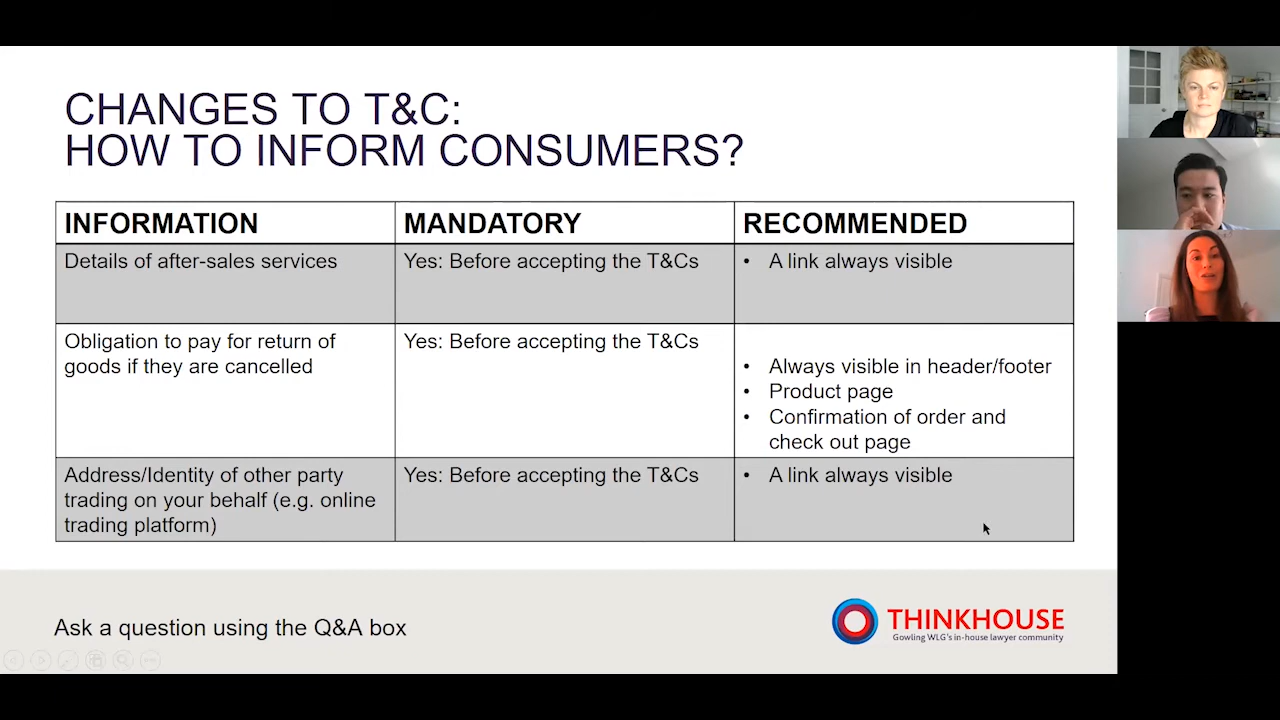 CHANGES TO T&C:
HOW TO INFORM CONSUMERS?
INFORMATION
MANDATORY
RECOMMENDED
Details of after-sales services
Yes: Before accepting the T&Cs
• A link always visible
Obligation to pay for return of
goods if they are cancelled
Yes: Before accepting the T&Cs
• Always visible in header/footer
• Product page
• Confirmation of order and
check out page
Address/Identity of other party
trading on your behalf (e.g. online
trading platform)
Yes: Before accepting the T&Cs
• A link always visible
Ask a question using the Q&A box
THINKHOUSE
Gowling WLG's in-house lawyer community